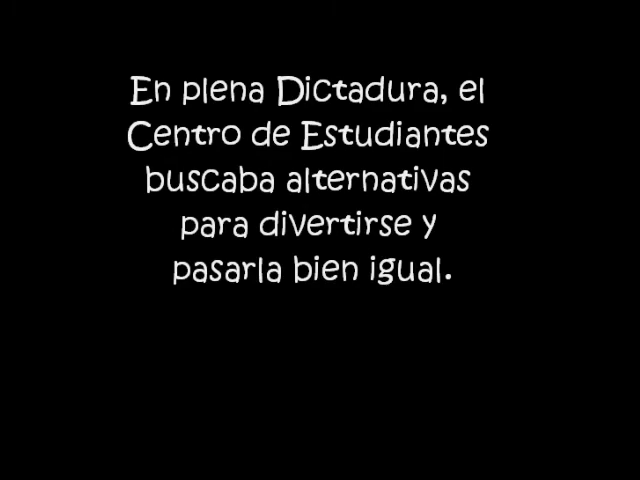 En plena Dictadura, el
Centro de Estudiantes
buscaba alternativas
para divertirse y
pasarla bien igual.